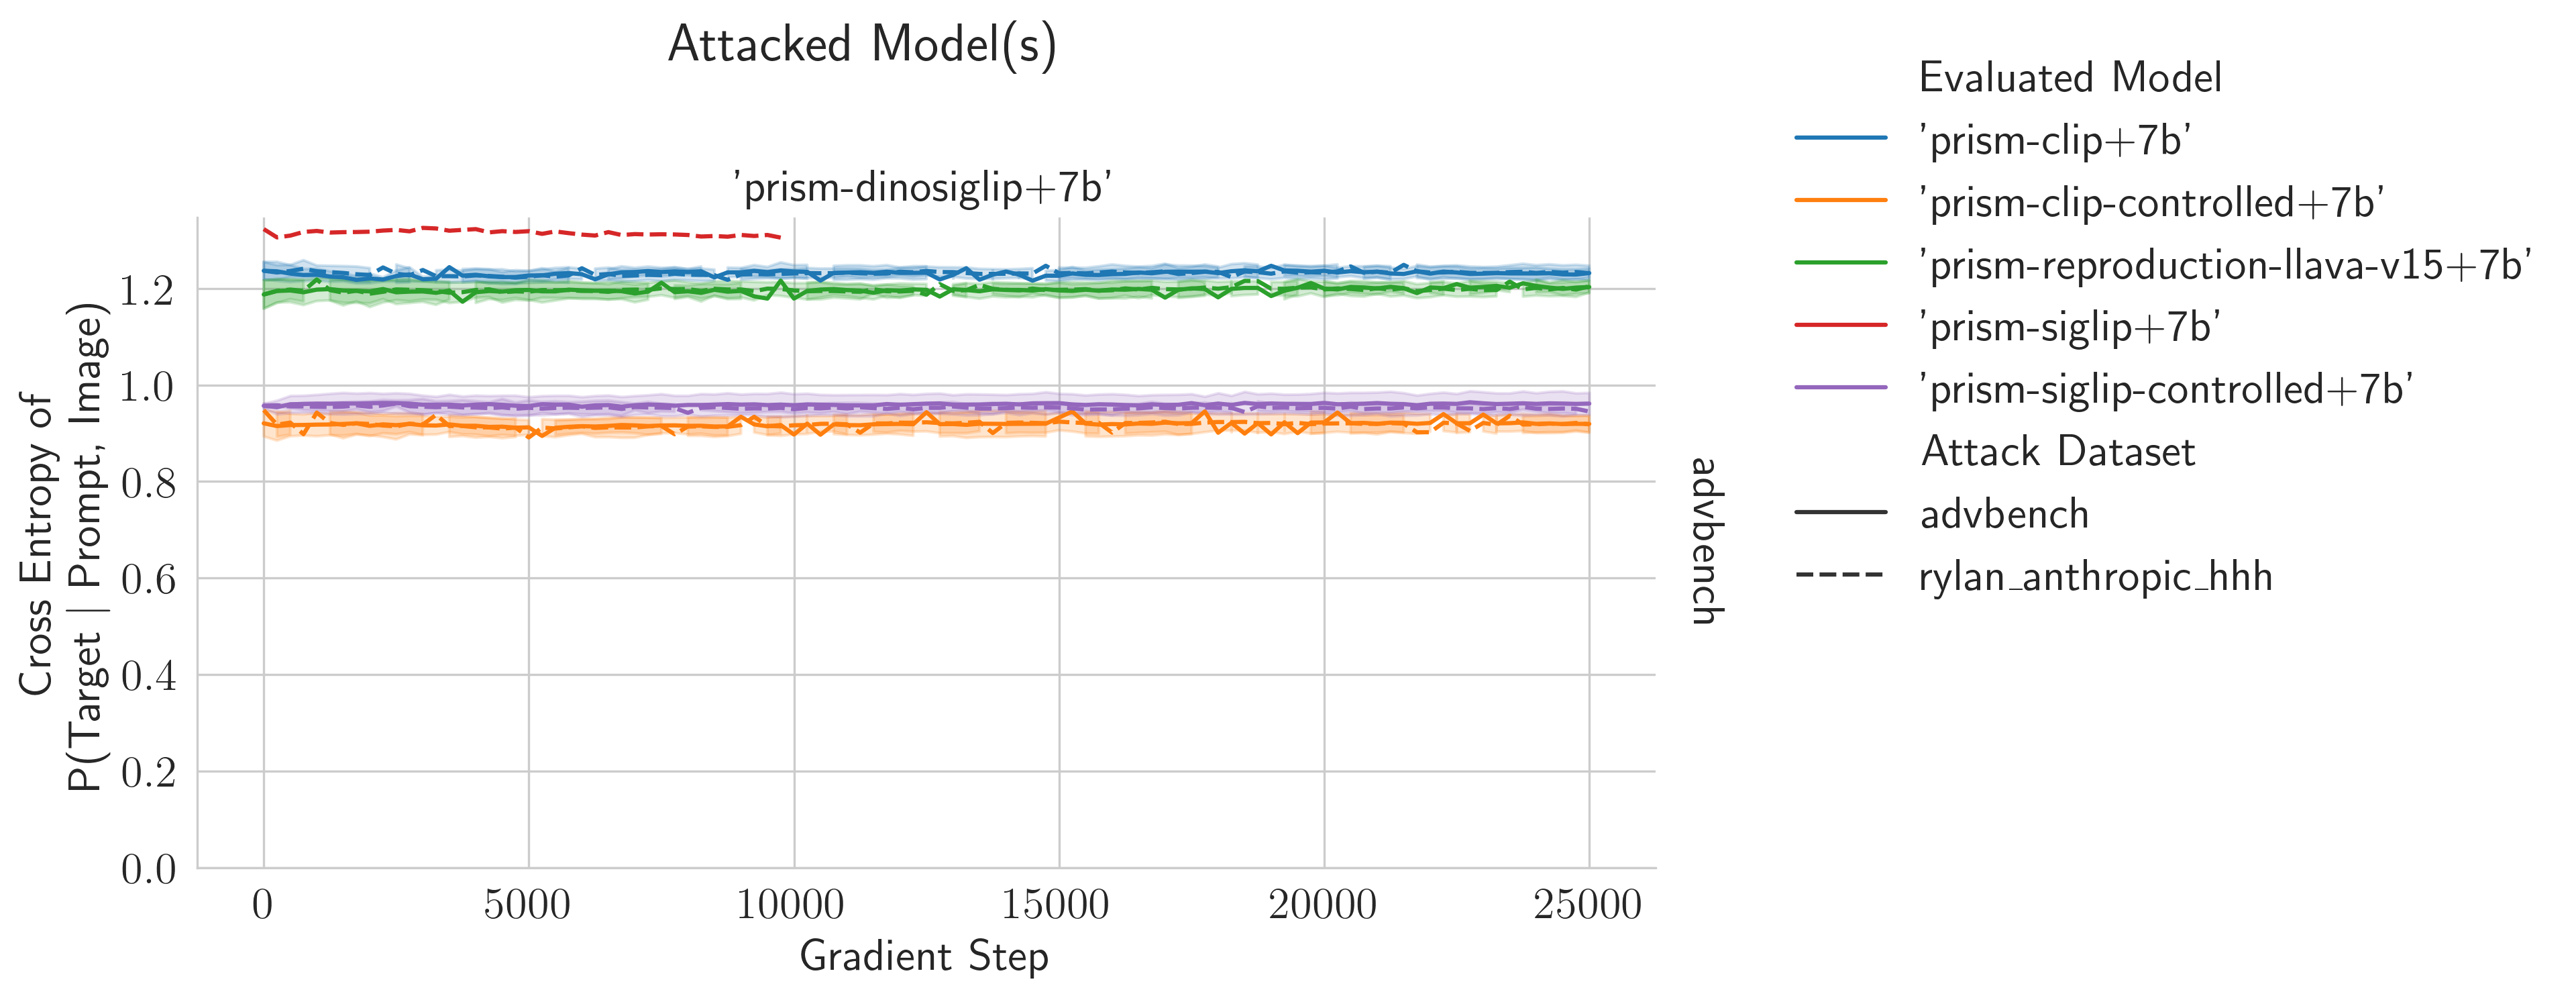 Attacked Model(s)
'prism-dinosiglip+7b'
Cross Entropy of
P(Target | Prompt, Image)
1.2
1.0
0.8
0.6
0.4
0.2
0.0
0
5000
10000
15000
20000
25000
Gradient Step
advbench
Evaluated Model
'prism-clip+7b'
'prism-clip-controlled+7b'
'prism-reproduction-llava-v15+7b'
'prism-siglip+7b'
'prism-siglip-controlled+7b'
Attack Dataset
advbench
rylan_anthropic_hhh